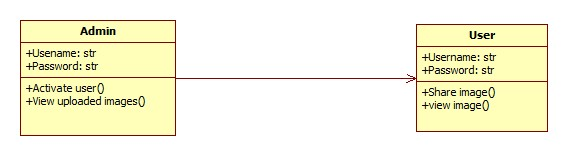 Admin
+Usename: str
+Password: str
+Activate user()
+View uploaded images()
User
+Username: str
+Password: str
+Share image()
+view image()